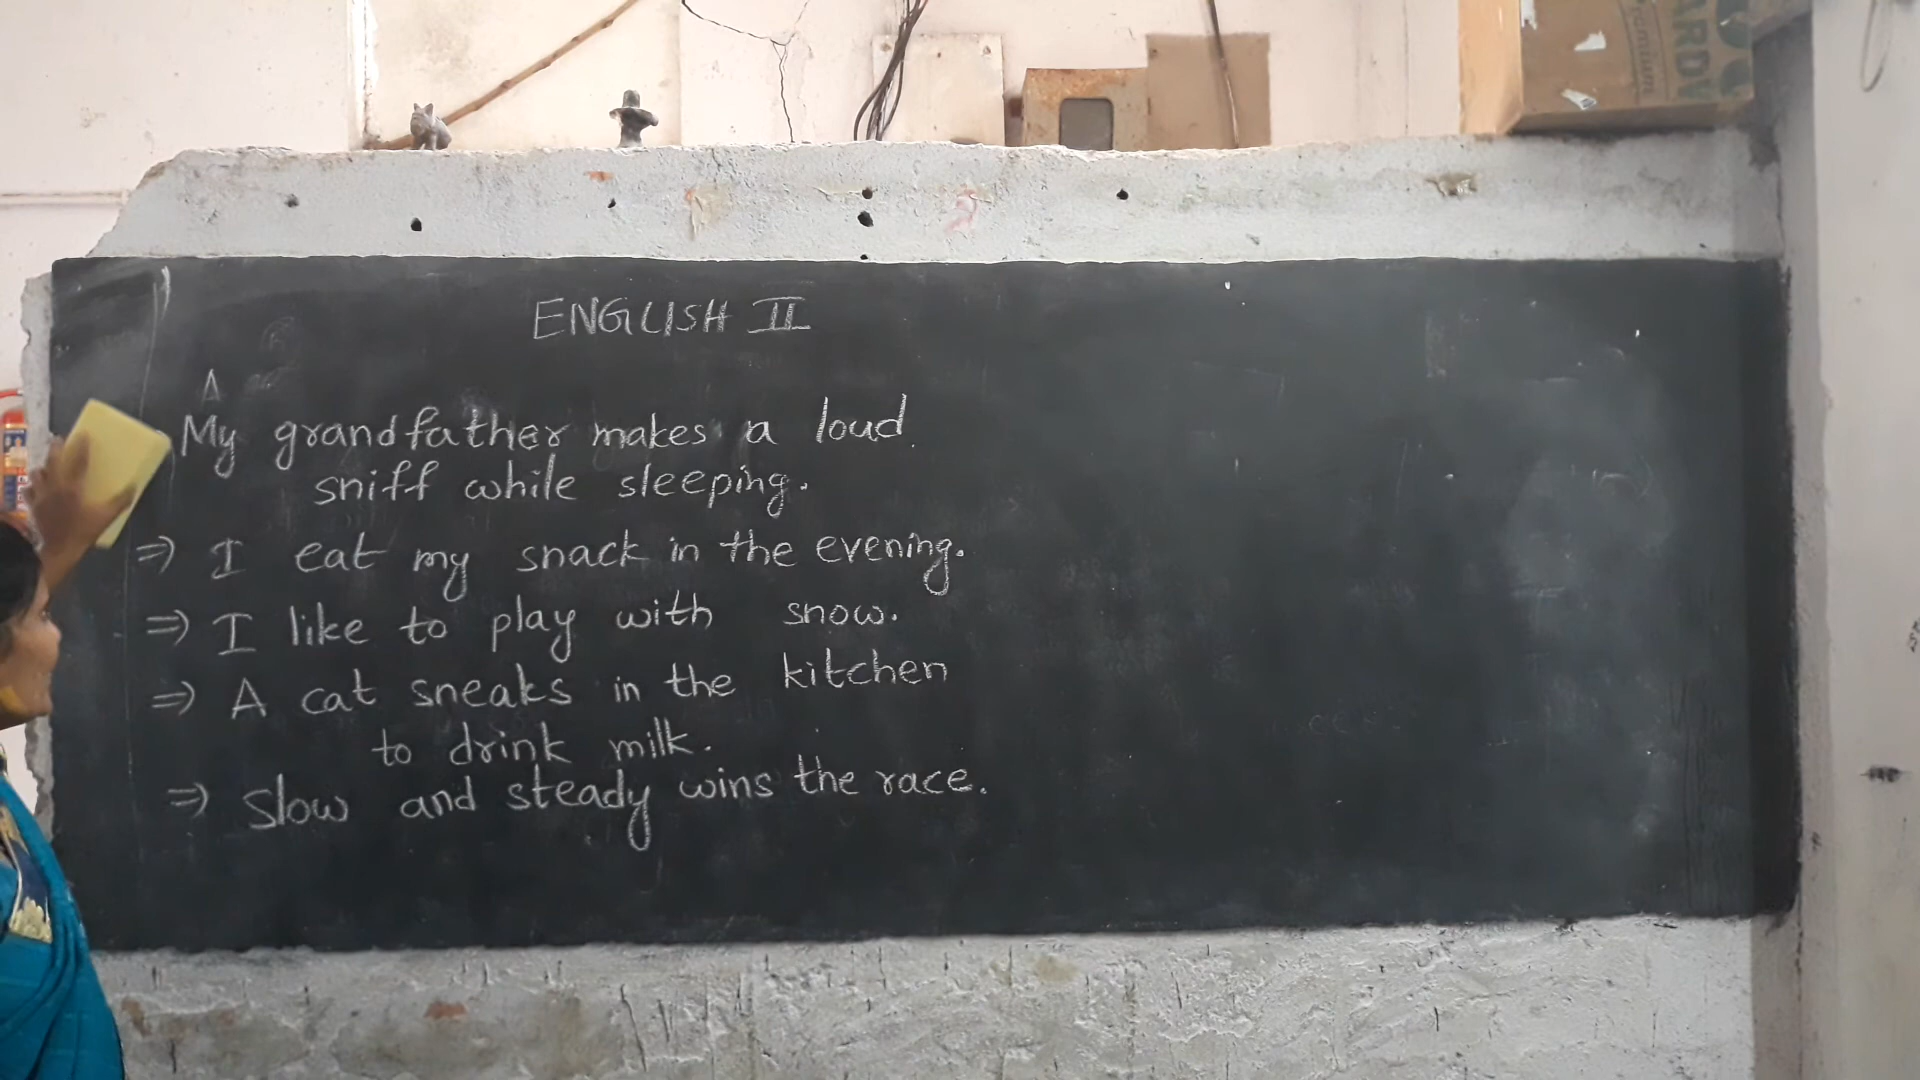 ENGLISH II
A
My grandfather makes a loud.
sniff while sleeping.
⇒ I eat my snack in the evening.
⇒ I like to play with snow.
⇒ A cat sneaks in the kitchen
to drink milk.
⇒ Slow and steady wins the race.